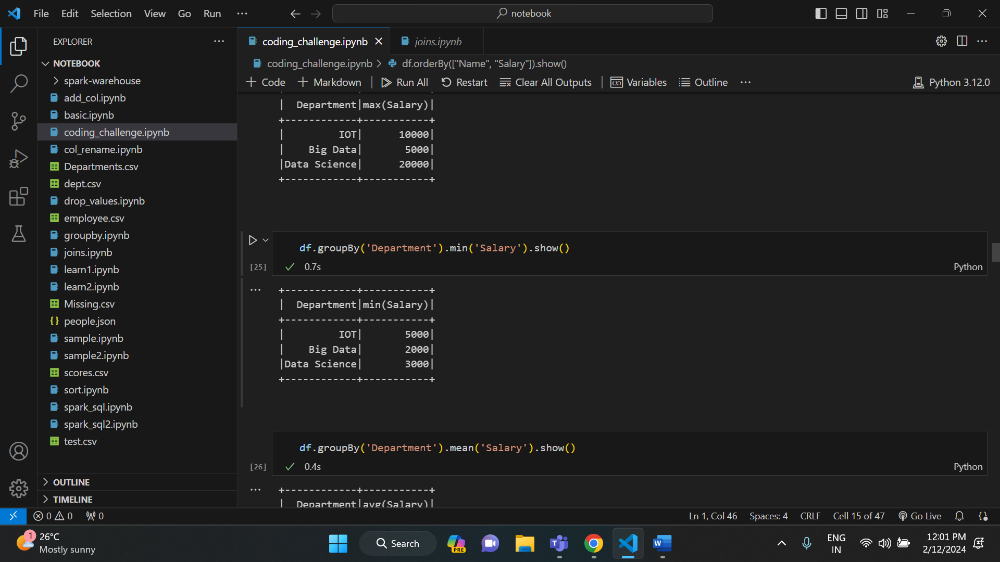 File Edit Selection View Go Run ··· notebook
EXPLORER ···
NOTEBOOK
spark-warehouse
add_col.ipynb
basic.ipynb
coding_challenge.ipynb
col_rename.ipynb
Departments.csv
dept.csv
drop_values.ipynb
employee.csv
groupby.ipynb
joins.ipynb
learn1.ipynb
learn2.ipynb
Missing.csv
people.json
sample.ipynb
sample2.ipynb
scores.csv
sort.ipynb
spark_sql.ipynb
spark_sql2.ipynb
test.csv
OUTLINE
TIMELINE
coding_challenge.ipynb joins.ipynb
coding_challenge.ipynb > df.orderBy(["Name", "Salary"]).show()
+ Code + Markdown | Run All Restart Clear All Outputs | Variables Outline ··· Python 3.12.0
|  Department|max(Salary)|
+------------+-----------+
|         IOT|      10000|
|    Big Data|       5000|
|Data Science|      20000|
+------------+-----------+
df.groupBy('Department').min('Salary').show()
[25] 0.7s Python
+------------+-----------+
|  Department|min(Salary)|
+------------+-----------+
|         IOT|       5000|
|    Big Data|       2000|
|Data Science|       3000|
+------------+-----------+
df.groupBy('Department').mean('Salary').show()
[26] 0.4s Python
+------------+-----------+
|  Department|avg(Salary)|
0 0 0 Ln 1, Col 46 Spaces: 4 CRLF Cell 15 of 47 Go Live
1 26°C
Mostly sunny
Search
PRE
ENG
IN
12:01 PM
2/12/2024